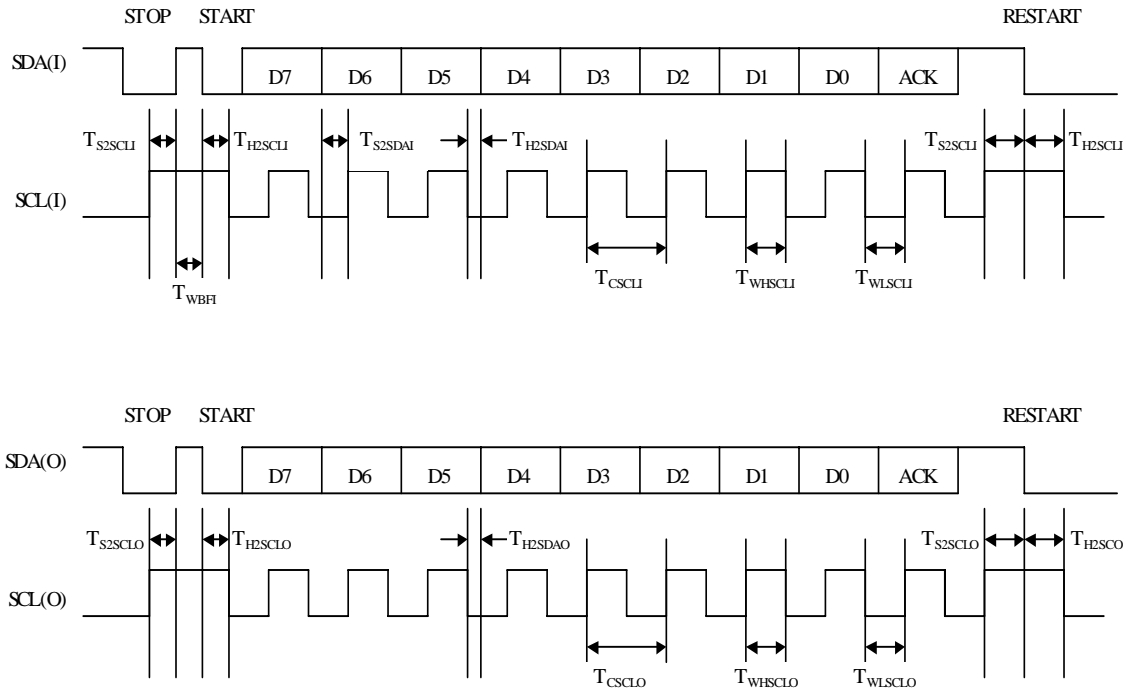 STOP START RESTART
SDA(I) D7 D6 D5 D4 D3 D2 D1 D0 ACK
TS2SCLI TH2SCLI TS2SDAI TH2SDAI TS2SCLI TH2SCLI
SCL(I)
TCSCLI TWHSCLI TWLSCLI
TWBFI
STOP START RESTART
SDA(O) D7 D6 D5 D4 D3 D2 D1 D0 ACK
TS2SCLO TH2SCLO TH2SDAO TS2SCLO TH2SCO
SCL(O)
TCSCLO TWHSCLO TWLSCLO